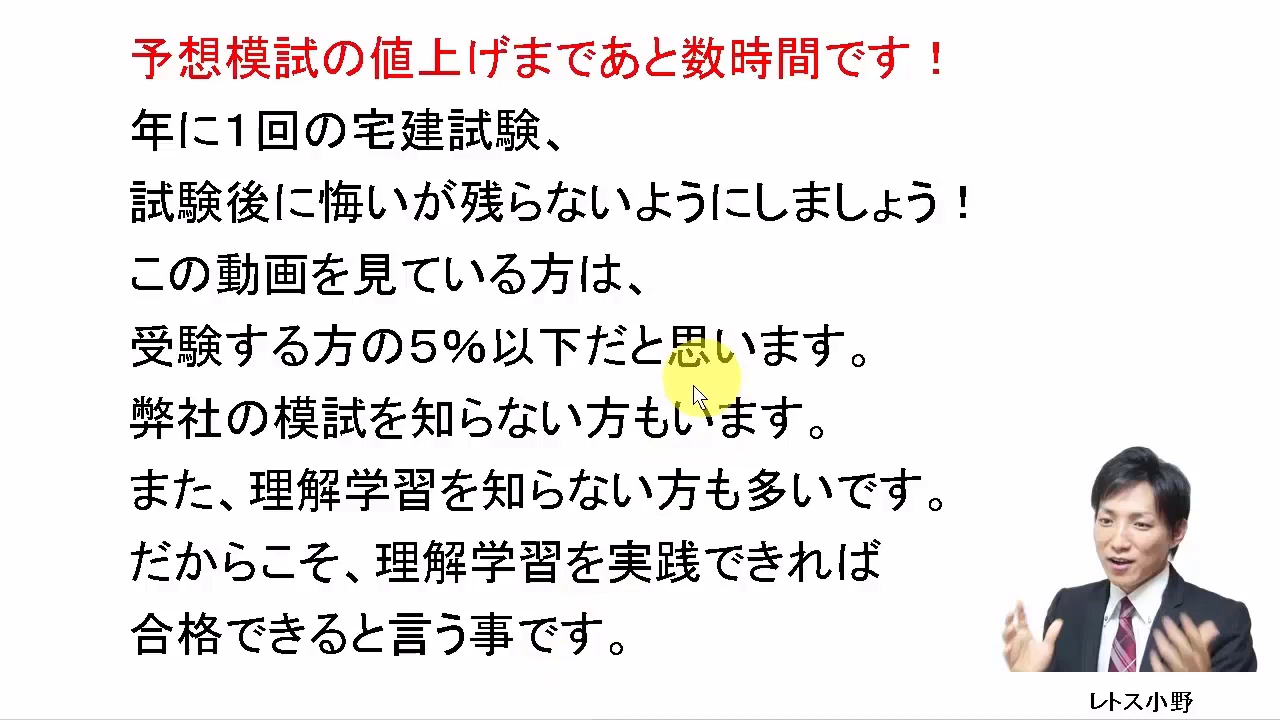 予想模試の値上げまであと数時間です！
年に１回の宅建試験、
試験後に悔いが残らないようにしましょう！
この動画を見ている方は、
受験する方の５％以下だと思います。
弊社の模試を知らない方もいます。
また、理解学習を知らない方も多いです。
だからこそ、理解学習を実践できれば
合格できると言う事です。
レトス小野